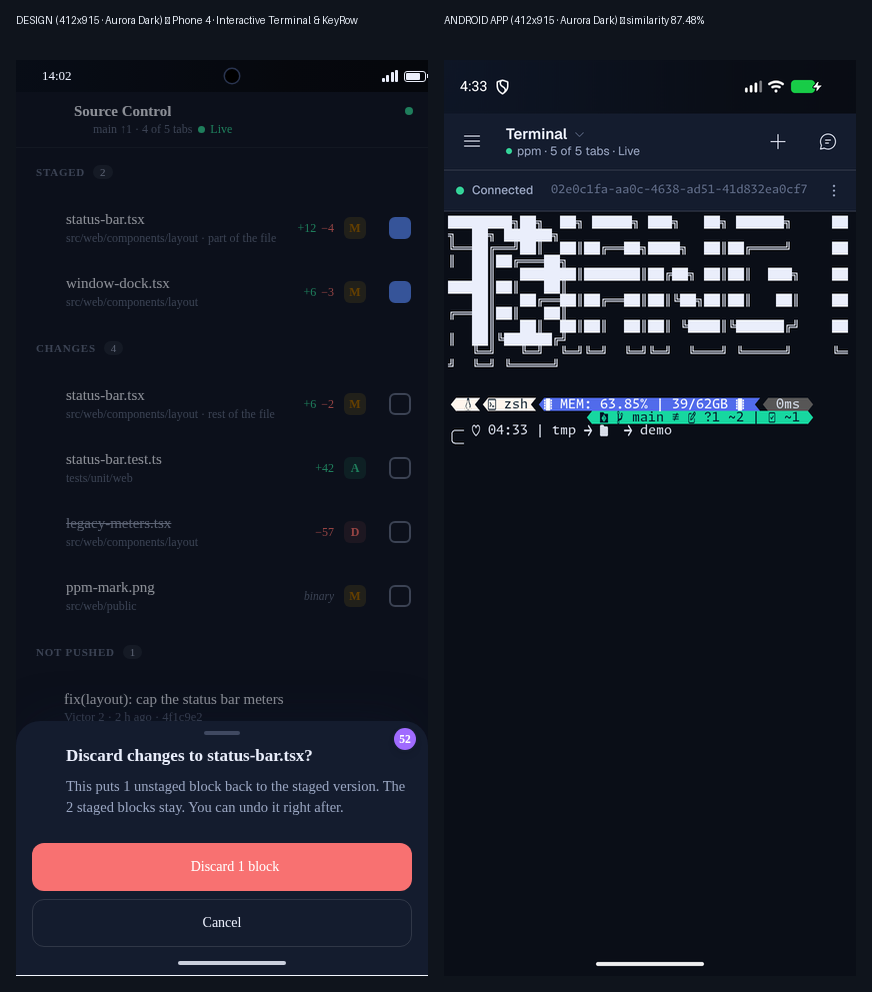 DESIGN (412x915 · Aurora Dark) Phone 4 · Interactive Terminal & KeyRow
14:02
Source Control
main ↑1 · 4 of 5 tabs Live
STAGED 2
status-bar.tsx
src/web/components/layout · part of the file
+12 −4 M
window-dock.tsx
src/web/components/layout
+6 −3 M
CHANGES 4
status-bar.tsx
src/web/components/layout · rest of the file
+6 −2 M
status-bar.test.ts
tests/unit/web
+42 A
legacy-meters.tsx
src/web/components/layout
−57 D
ppm-mark.png
src/web/public
binary M
NOT PUSHED 1
fix(layout): cap the status bar meters
Victor 2 · 2 h ago · 4f1c9e2
52
Discard changes to status-bar.tsx?
This puts 1 unstaged block back to the staged version. The
2 staged blocks stay. You can undo it right after.
Discard 1 block
Cancel
ANDROID APP (412x915 · Aurora Dark) similarity 87.48%
4:33
Terminal
ppm · 5 of 5 tabs · Live
Connected 02e0c1fa-aa0c-4638-ad51-41d832ea0cf7
zsh MEM: 63.85% | 39/62GB 0ms
main ≢ ?1 ~2 | ~1
♡ 04:33 | tmp → → demo